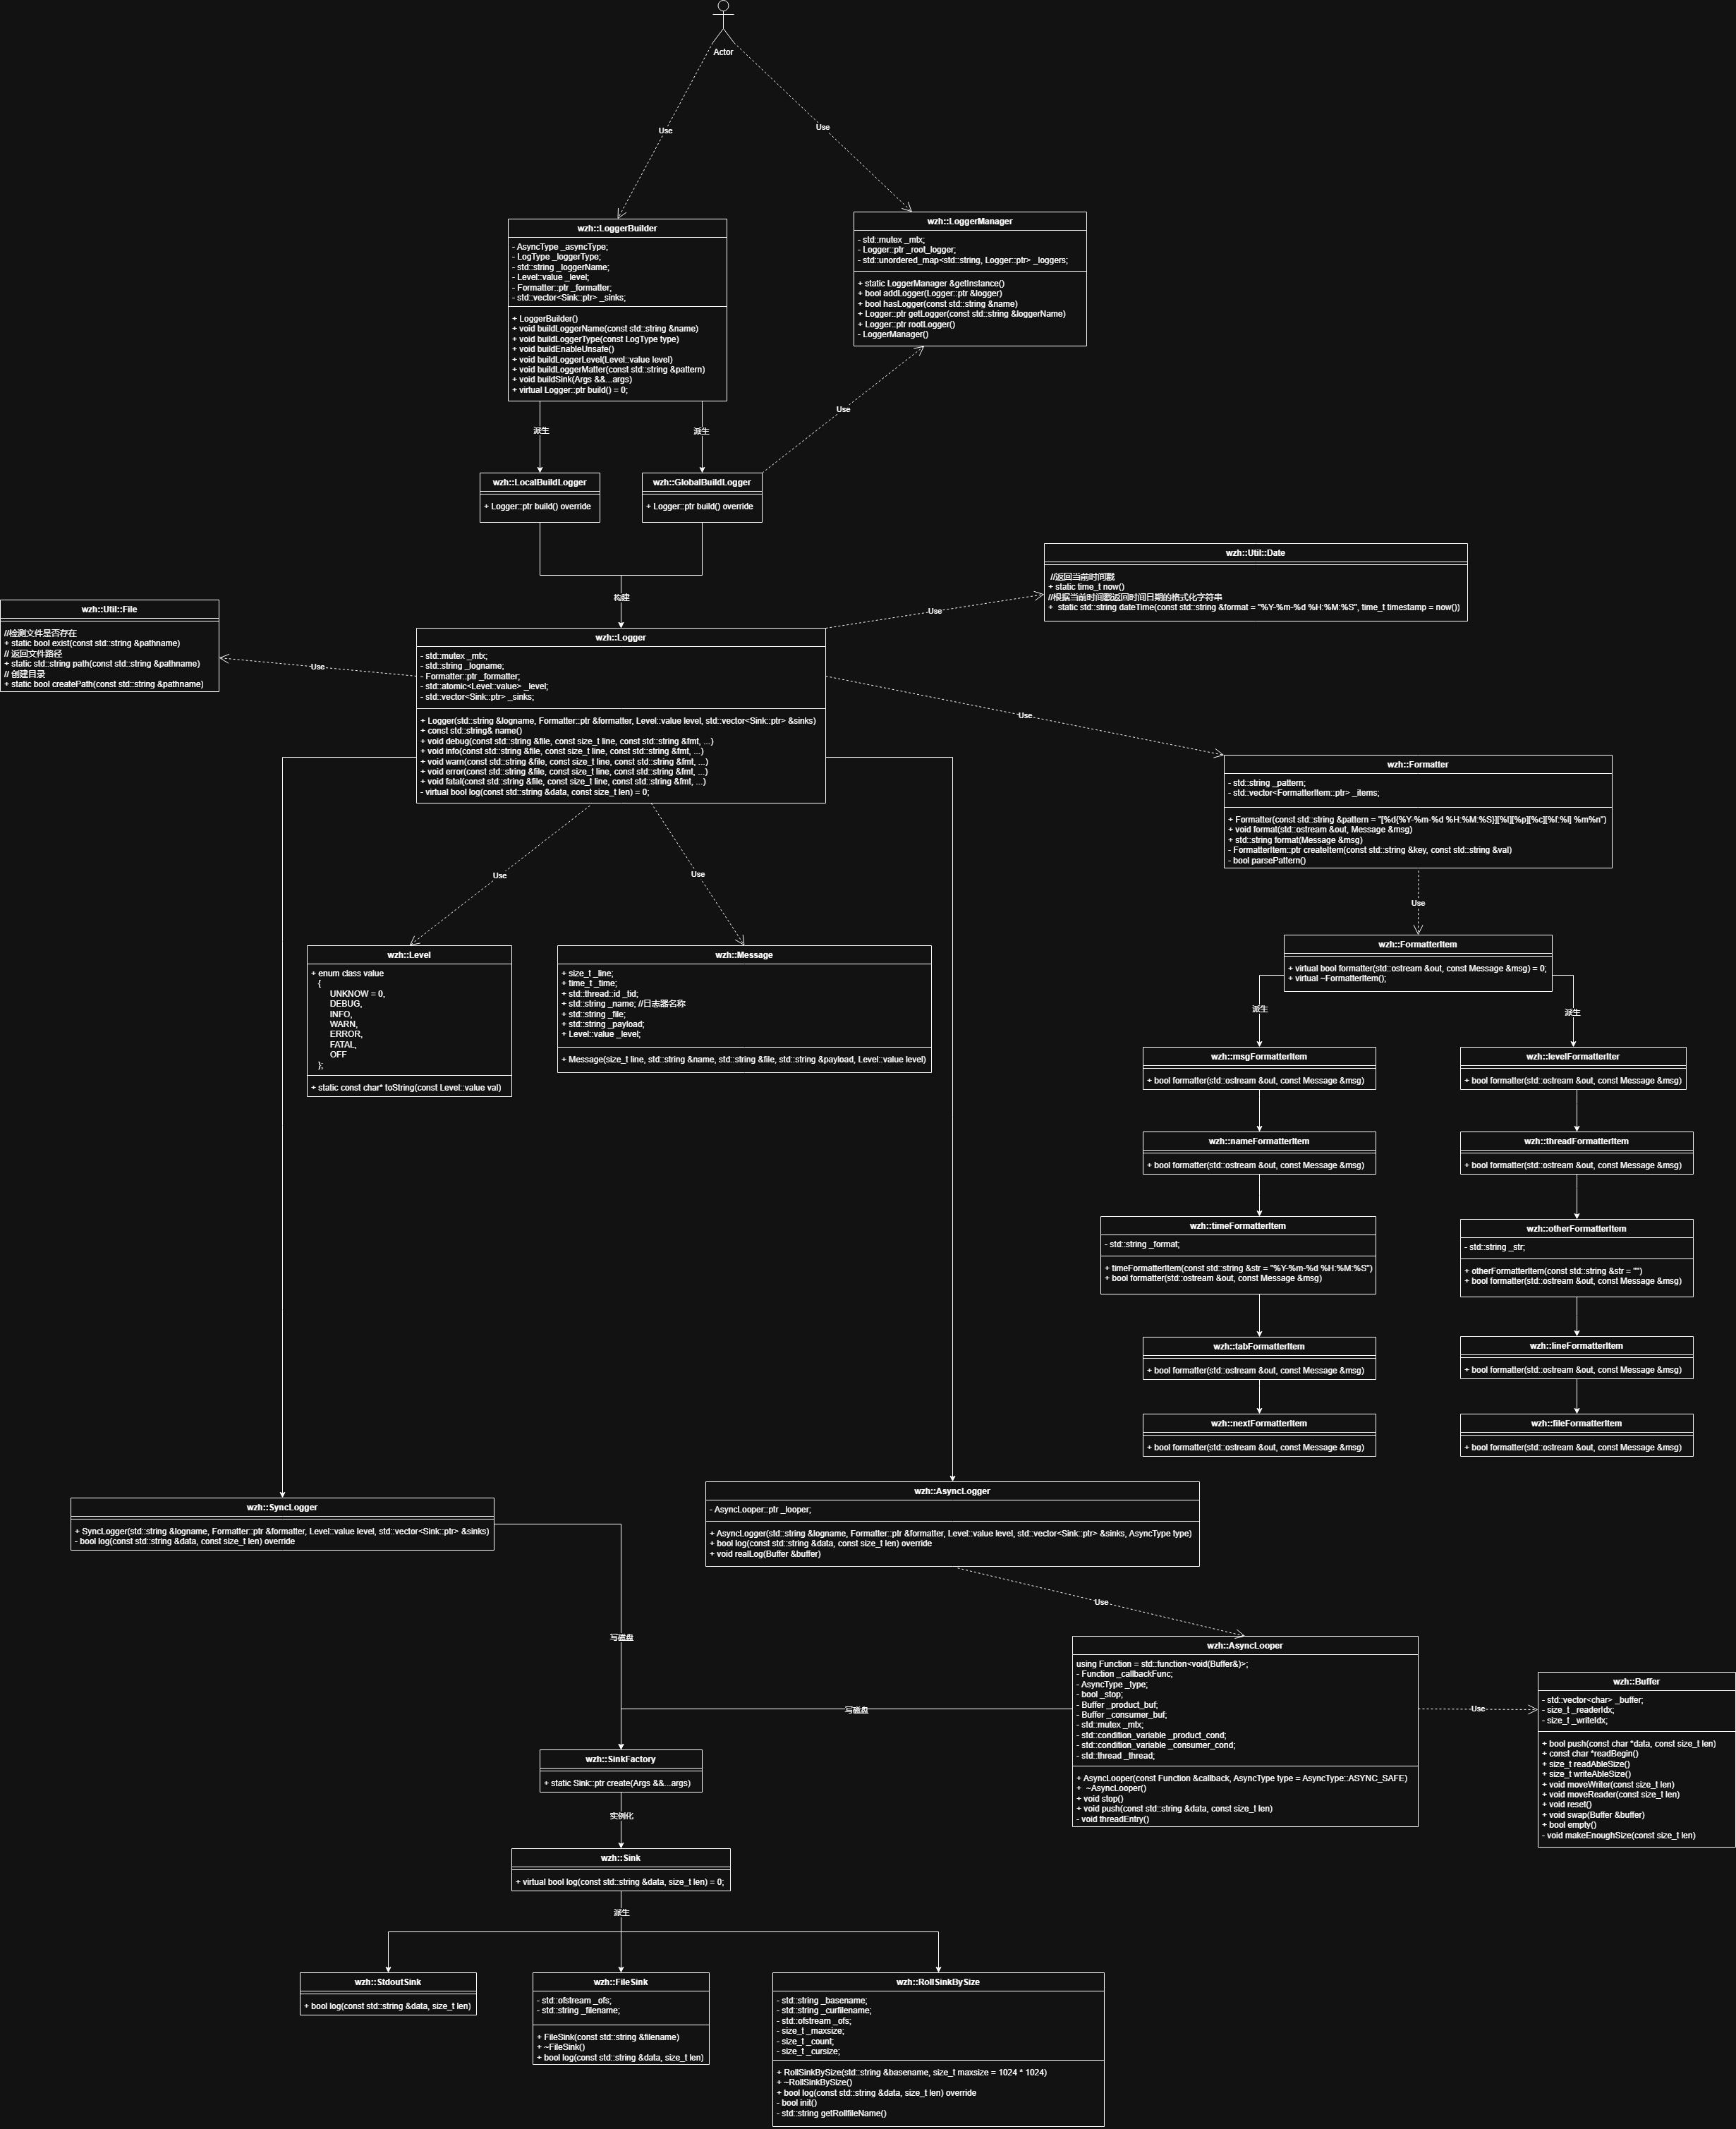 Actor
Use
Use
wzh::LoggerBuilder
- AsyncType _asyncType;
- LogType _loggerType;
- std::string _loggerName;
- Level::value _level;
- Formatter::ptr _formatter;
- std::vector<Sink::ptr> _sinks;
+ LoggerBuilder()
+ void buildLoggerName(const std::string &name)
+ void buildLoggerType(const LogType type)
+ void buildEnableUnsafe()
+ void buildLoggerLevel(Level::value level)
+ void buildLoggerMatter(const std::string &pattern)
+ void buildSink(Args &&...args)
+ virtual Logger::ptr build() = 0;
wzh::LoggerManager
- std::mutex _mtx;
- Logger::ptr _root_logger;
- std::unordered_map<std::string, Logger::ptr> _loggers;
+ static LoggerManager &getInstance()
+ bool addLogger(Logger::ptr &logger)
+ bool hasLogger(const std::string &name)
+ Logger::ptr getLogger(const std::string &loggerName)
+ Logger::ptr rootLogger()
- LoggerManager()
Use
派生
派生
wzh::LocalBuildLogger
+ Logger::ptr build() override
wzh::GlobalBuildLogger
+ Logger::ptr build() override
构建
wzh::Util::Date
//返回当前时间戳
+ static time_t now()
//根据当前时间戳返回时间日期的格式化字符串
+  static std::string dateTime(const std::string &format = "%Y-%m-%d %H:%M:%S", time_t timestamp = now())
Use
wzh::Util::File
//检测文件是否存在
+ static bool exist(const std::string &pathname)
// 返回文件路径
+ static std::string path(const std::string &pathname)
// 创建目录
+ static bool createPath(const std::string &pathname)
Use
wzh::Logger
- std::mutex _mtx;
- std::string _logname;
- Formatter::ptr _formatter;
- std::atomic<Level::value> _level;
- std::vector<Sink::ptr> _sinks;
+ Logger(std::string &logname, Formatter::ptr &formatter, Level::value level, std::vector<Sink::ptr> &sinks)
+ const std::string& name()
+ void debug(const std::string &file, const size_t line, const std::string &fmt, ...)
+ void info(const std::string &file, const size_t line, const std::string &fmt, ...)
+ void warn(const std::string &file, const size_t line, const std::string &fmt, ...)
+ void error(const std::string &file, const size_t line, const std::string &fmt, ...)
+ void fatal(const std::string &file, const size_t line, const std::string &fmt, ...)
- virtual bool log(const std::string &data, const size_t len) = 0;
Use
wzh::Formatter
- std::string _pattern;
- std::vector<FormatterItem::ptr> _items;
+ Formatter(const std::string &pattern = "[%d{%Y-%m-%d %H:%M:%S}][%t][%p][%c][%f:%l] %m%n")
+ void format(std::ostream &out, Message &msg)
+ std::string format(Message &msg)
- FormatterItem::ptr createItem(const std::string &key, const std::string &val)
- bool parsePattern()
Use
Use
Use
wzh::Level
+ enum class value
{
UNKNOW = 0,
DEBUG,
INFO,
WARN,
ERROR,
FATAL,
OFF
};
+ static const char* toString(const Level::value val)
wzh::Message
+ size_t _line;
+ time_t _time;
+ std::thread::id _tid;
+ std::string _name; //日志器名称
+ std::string _file;
+ std::string _payload;
+ Level::value _level;
+ Message(size_t line, std::string &name, std::string &file, std::string &payload, Level::value level)
wzh::FormatterItem
+ virtual bool formatter(std::ostream &out, const Message &msg) = 0;
+ virtual ~FormatterItem();
派生
派生
wzh::msgFormatterItem
+ bool formatter(std::ostream &out, const Message &msg)
wzh::levelFormatterIter
+ bool formatter(std::ostream &out, const Message &msg)
wzh::nameFormatterItem
+ bool formatter(std::ostream &out, const Message &msg)
wzh::threadFormatterItem
+ bool formatter(std::ostream &out, const Message &msg)
wzh::timeFormatterItem
- std::string _format;
+ timeFormatterItem(const std::string &str = "%Y-%m-%d %H:%M:%S")
+ bool formatter(std::ostream &out, const Message &msg)
wzh::otherFormatterItem
- std::string _str;
+ otherFormatterItem(const std::string &str = "")
+ bool formatter(std::ostream &out, const Message &msg)
wzh::tabFormatterItem
+ bool formatter(std::ostream &out, const Message &msg)
wzh::lineFormatterItem
+ bool formatter(std::ostream &out, const Message &msg)
wzh::nextFormatterItem
+ bool formatter(std::ostream &out, const Message &msg)
wzh::fileFormatterItem
+ bool formatter(std::ostream &out, const Message &msg)
wzh::SyncLogger
+ SyncLogger(std::string &logname, Formatter::ptr &formatter, Level::value level, std::vector<Sink::ptr> &sinks)
- bool log(const std::string &data, const size_t len) override
wzh::AsyncLogger
- AsyncLooper::ptr _looper;
+ AsyncLogger(std::string &logname, Formatter::ptr &formatter, Level::value level, std::vector<Sink::ptr> &sinks, AsyncType type)
+ bool log(const std::string &data, const size_t len) override
+ void realLog(Buffer &buffer)
Use
写磁盘
写磁盘
wzh::AsyncLooper
using Function = std::function<void(Buffer&)>;
- Function _callbackFunc;
- AsyncType _type;
- bool _stop;
- Buffer _product_buf;
- Buffer _consumer_buf;
- std::mutex _mtx;
- std::condition_variable _product_cond;
- std::condition_variable _consumer_cond;
- std::thread _thread;
+ AsyncLooper(const Function &callback, AsyncType type = AsyncType::ASYNC_SAFE)
+  ~AsyncLooper()
+ void stop()
+ void push(const std::string &data, const size_t len)
- void threadEntry()
Use
wzh::Buffer
- std::vector<char> _buffer;
- size_t _readerIdx;
- size_t _writeIdx;
+ bool push(const char *data, const size_t len)
+ const char *readBegin()
+ size_t readAbleSize()
+ size_t writeAbleSize()
+ void moveWriter(const size_t len)
+ void moveReader(const size_t len)
+ void reset()
+ void swap(Buffer &buffer)
+ bool empty()
- void makeEnoughSize(const size_t len)
wzh::SinkFactory
+ static Sink::ptr create(Args &&...args)
实例化
wzh::Sink
+ virtual bool log(const std::string &data, size_t len) = 0;
派生
wzh::StdoutSink
+ bool log(const std::string &data, size_t len)
wzh::FileSink
- std::ofstream _ofs;
- std::string _filename;
+ FileSink(const std::string &filename)
+ ~FileSink()
+ bool log(const std::string &data, size_t len)
wzh::RollSinkBySize
- std::string _basename;
- std::string _curfilename;
- std::ofstream _ofs;
- size_t _maxsize;
- size_t _count;
- size_t _cursize;
+ RollSinkBySize(std::string &basename, size_t maxsize = 1024 * 1024)
+ ~RollSinkBySize()
+ bool log(const std::string &data, size_t len) override
- bool init()
- std::string getRollfileName()